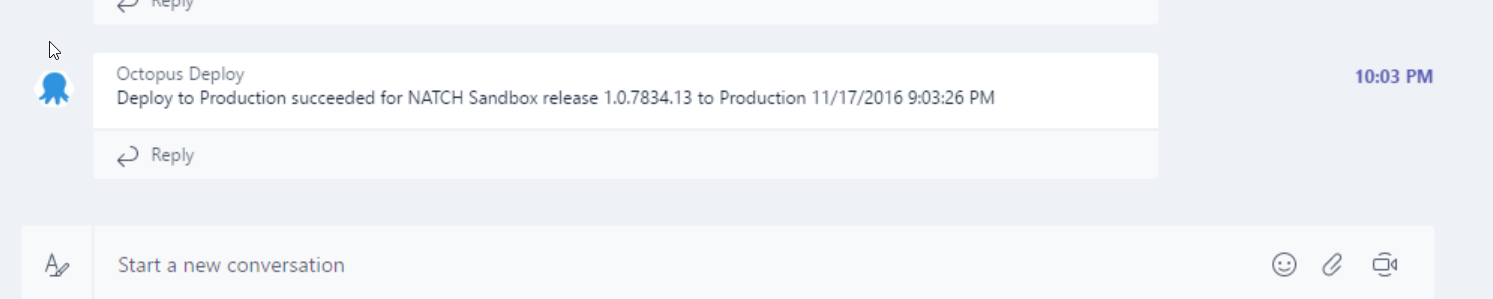 Reply
Octopus Deploy
10:03 PM
Deploy to Production succeeded for NATCH Sandbox release 1.0.7834.13 to Production 11/17/2016 9:03:26 PM
Reply
Start a new conversation